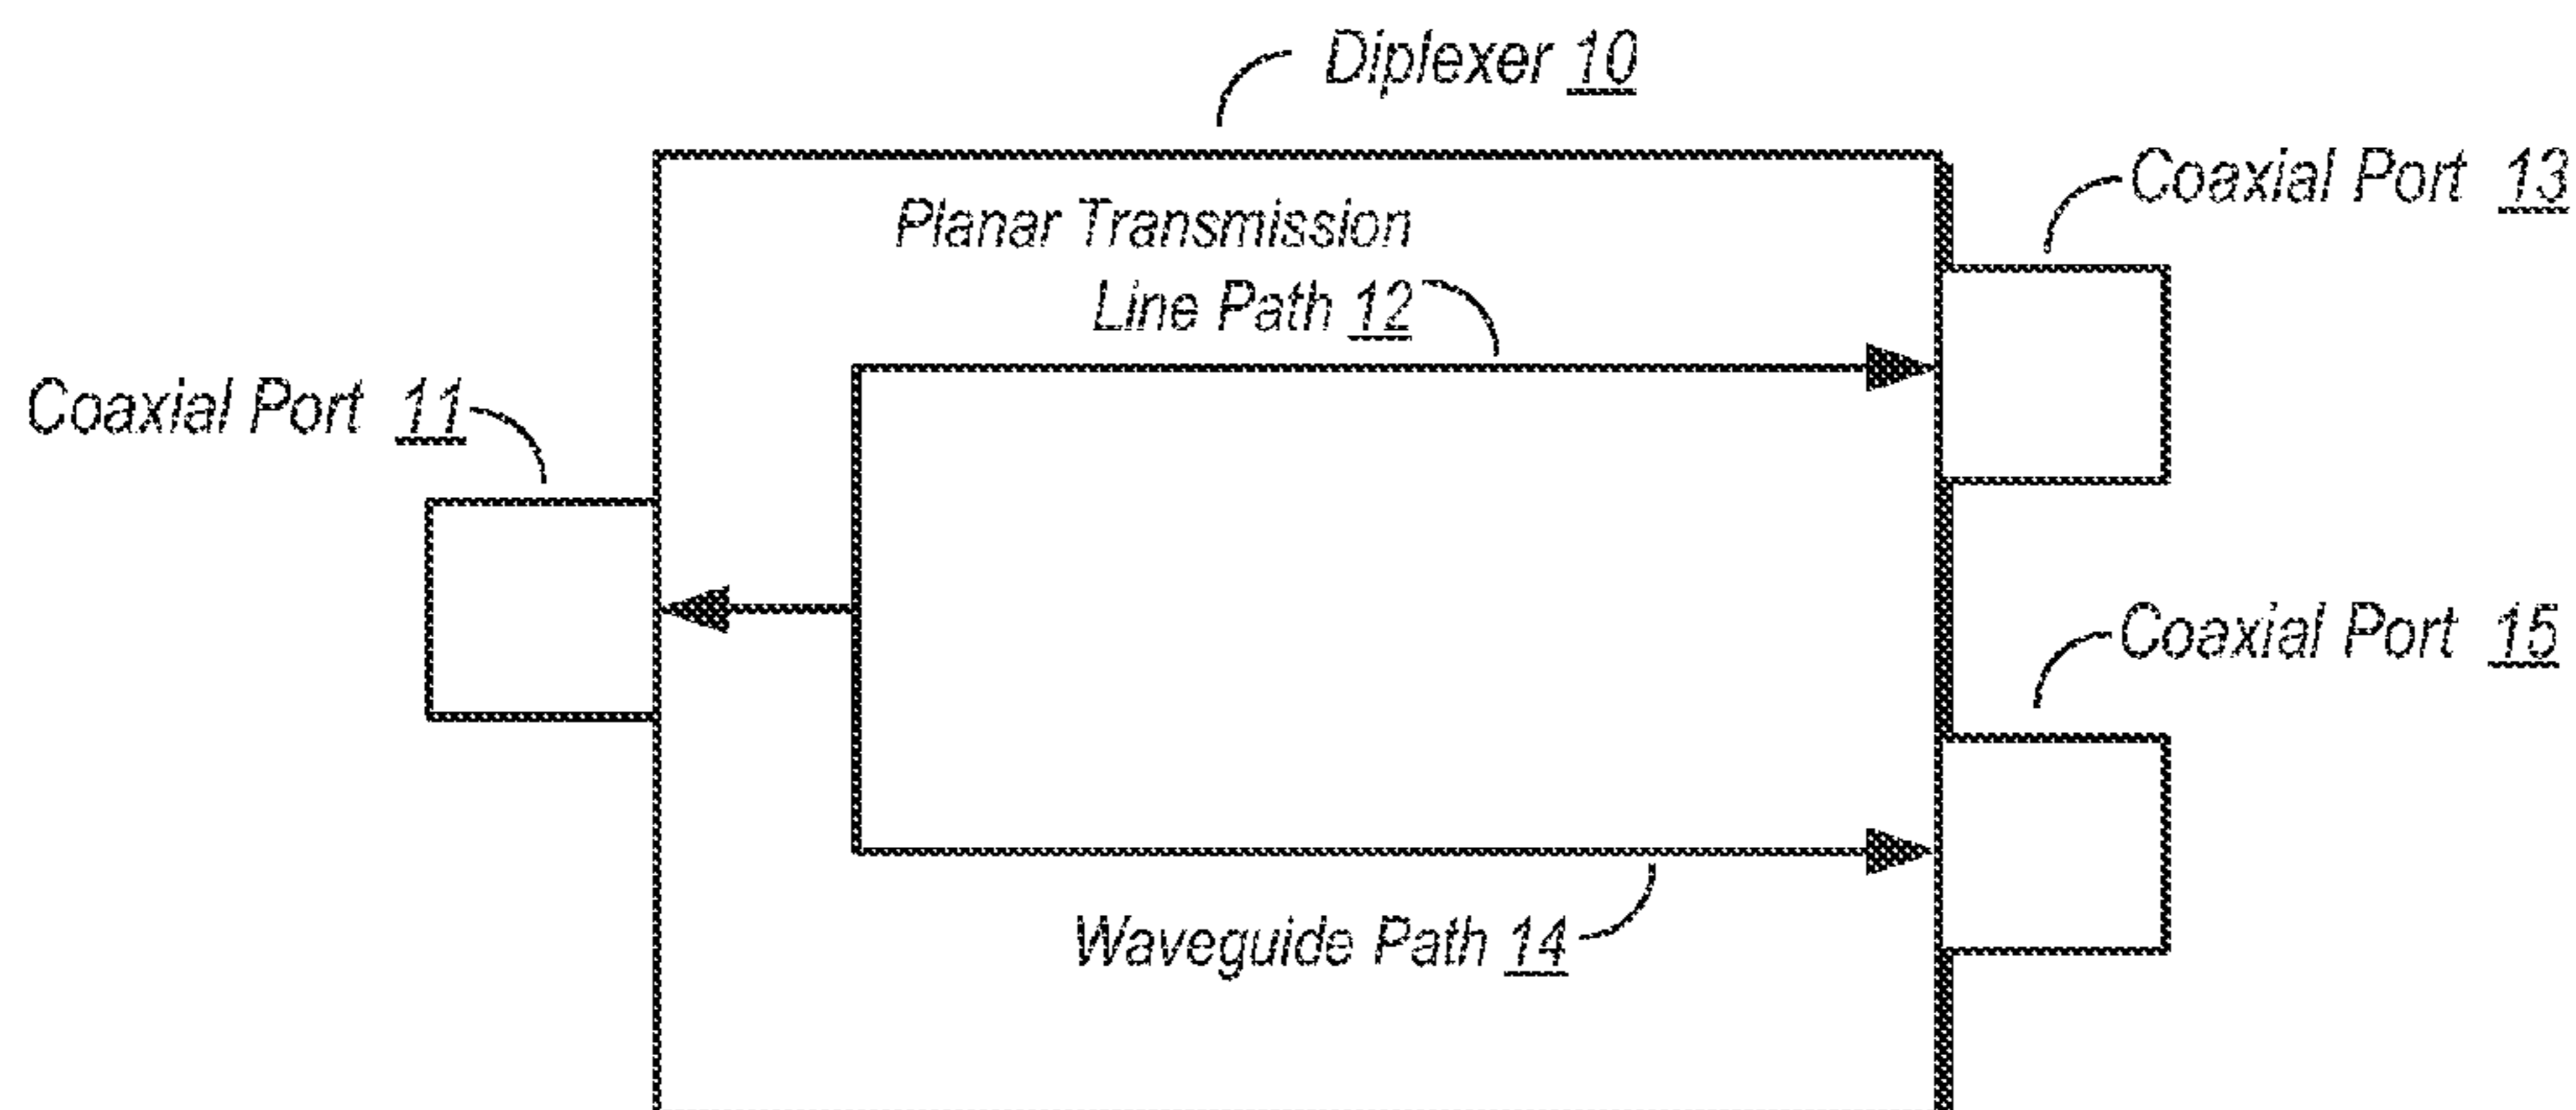 Diplexer 10
Coaxial Port 13
Planar Transmission
Line Path 12
Coaxial Port 11
Coaxial Port 15
Waveguide Path 14